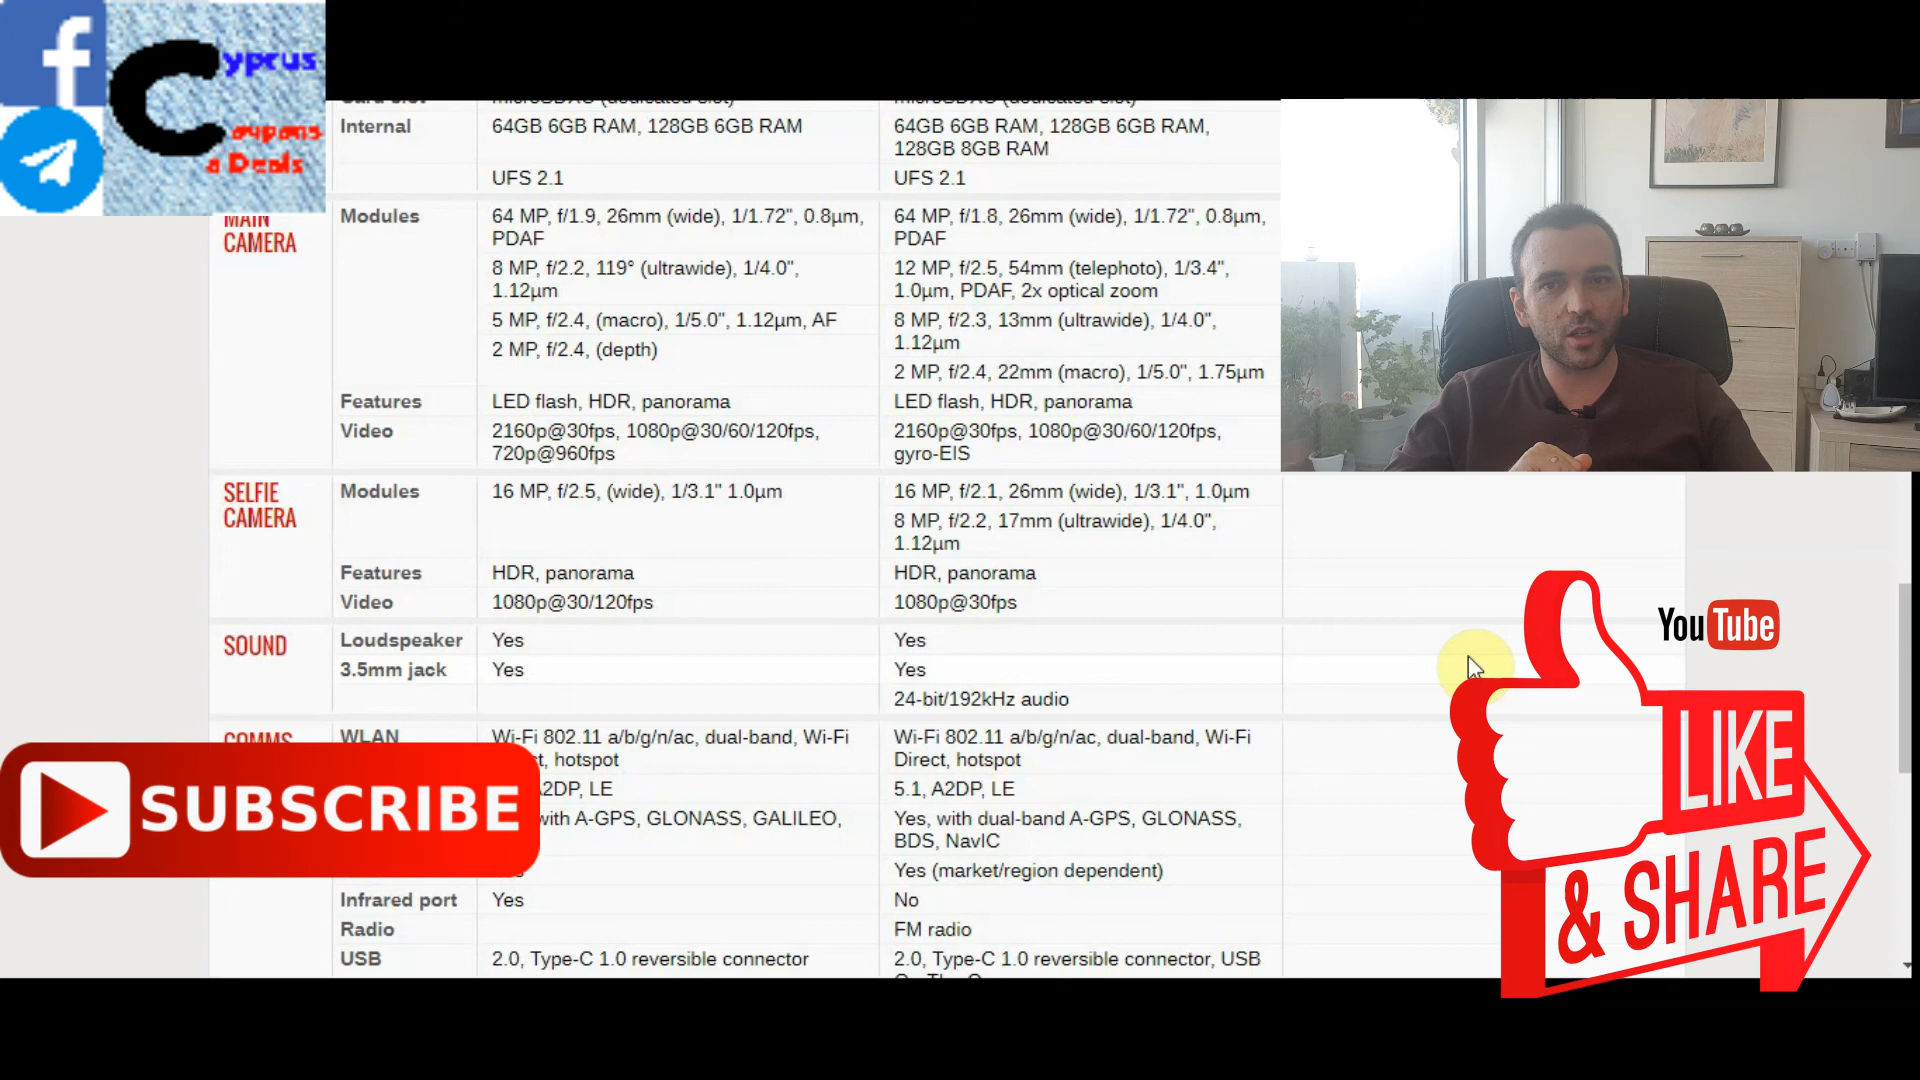 f
Cyprus
Coupons
a Deals
Internal
64GB 6GB RAM, 128GB 6GB RAM
64GB 6GB RAM, 128GB 6GB RAM,
128GB 8GB RAM
UFS 2.1
UFS 2.1
MAIN
CAMERA
Modules
64 MP, f/1.9, 26mm (wide), 1/1.72", 0.8µm,
PDAF
8 MP, f/2.2, 119° (ultrawide), 1/4.0",
1.12µm
5 MP, f/2.4, (macro), 1/5.0", 1.12µm, AF
2 MP, f/2.4, (depth)
64 MP, f/1.8, 26mm (wide), 1/1.72", 0.8µm,
PDAF
12 MP, f/2.5, 54mm (telephoto), 1/3.4",
1.0µm, PDAF, 2x optical zoom
8 MP, f/2.3, 13mm (ultrawide), 1/4.0",
1.12µm
2 MP, f/2.4, 22mm (macro), 1/5.0", 1.75µm
Features
LED flash, HDR, panorama
LED flash, HDR, panorama
Video
2160p@30fps, 1080p@30/60/120fps,
720p@960fps
2160p@30fps, 1080p@30/60/120fps,
gyro-EIS
SELFIE
CAMERA
Modules
16 MP, f/2.5, (wide), 1/3.1" 1.0µm
16 MP, f/2.1, 26mm (wide), 1/3.1", 1.0µm
8 MP, f/2.2, 17mm (ultrawide), 1/4.0",
1.12µm
Features
HDR, panorama
HDR, panorama
Video
1080p@30/120fps
1080p@30fps
SOUND
Loudspeaker
Yes
Yes
3.5mm jack
Yes
Yes
24-bit/192kHz audio
COMMS
WLAN
Wi-Fi 802.11 a/b/g/n/ac, dual-band, Wi-Fi
hotspot
Wi-Fi 802.11 a/b/g/n/ac, dual-band, Wi-Fi
Direct, hotspot
A2DP, LE
5.1, A2DP, LE
with A-GPS, GLONASS, GALILEO,
Yes, with dual-band A-GPS, GLONASS,
BDS, NavIC
Yes (market/region dependent)
Infrared port
Yes
No
Radio
FM radio
USB
2.0, Type-C 1.0 reversible connector
2.0, Type-C 1.0 reversible connector, USB
SUBSCRIBE
YouTube
LIKE
& SHARE